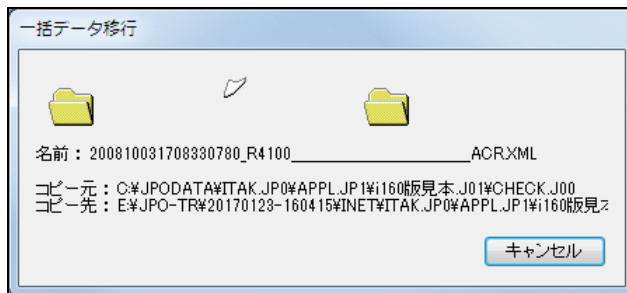 一括データ移行
名前：200810031708330780_R4100____________________ACR.XML
コピー元：C:¥JPODATA¥ITAK.JP0¥APPL.JP1¥i160版見本.J01¥CHECK.J00
コピー先：E:¥JPO-TR¥20170123-160415¥INET¥ITAK.JP0¥APPL.JP1¥i160版見
キャンセル